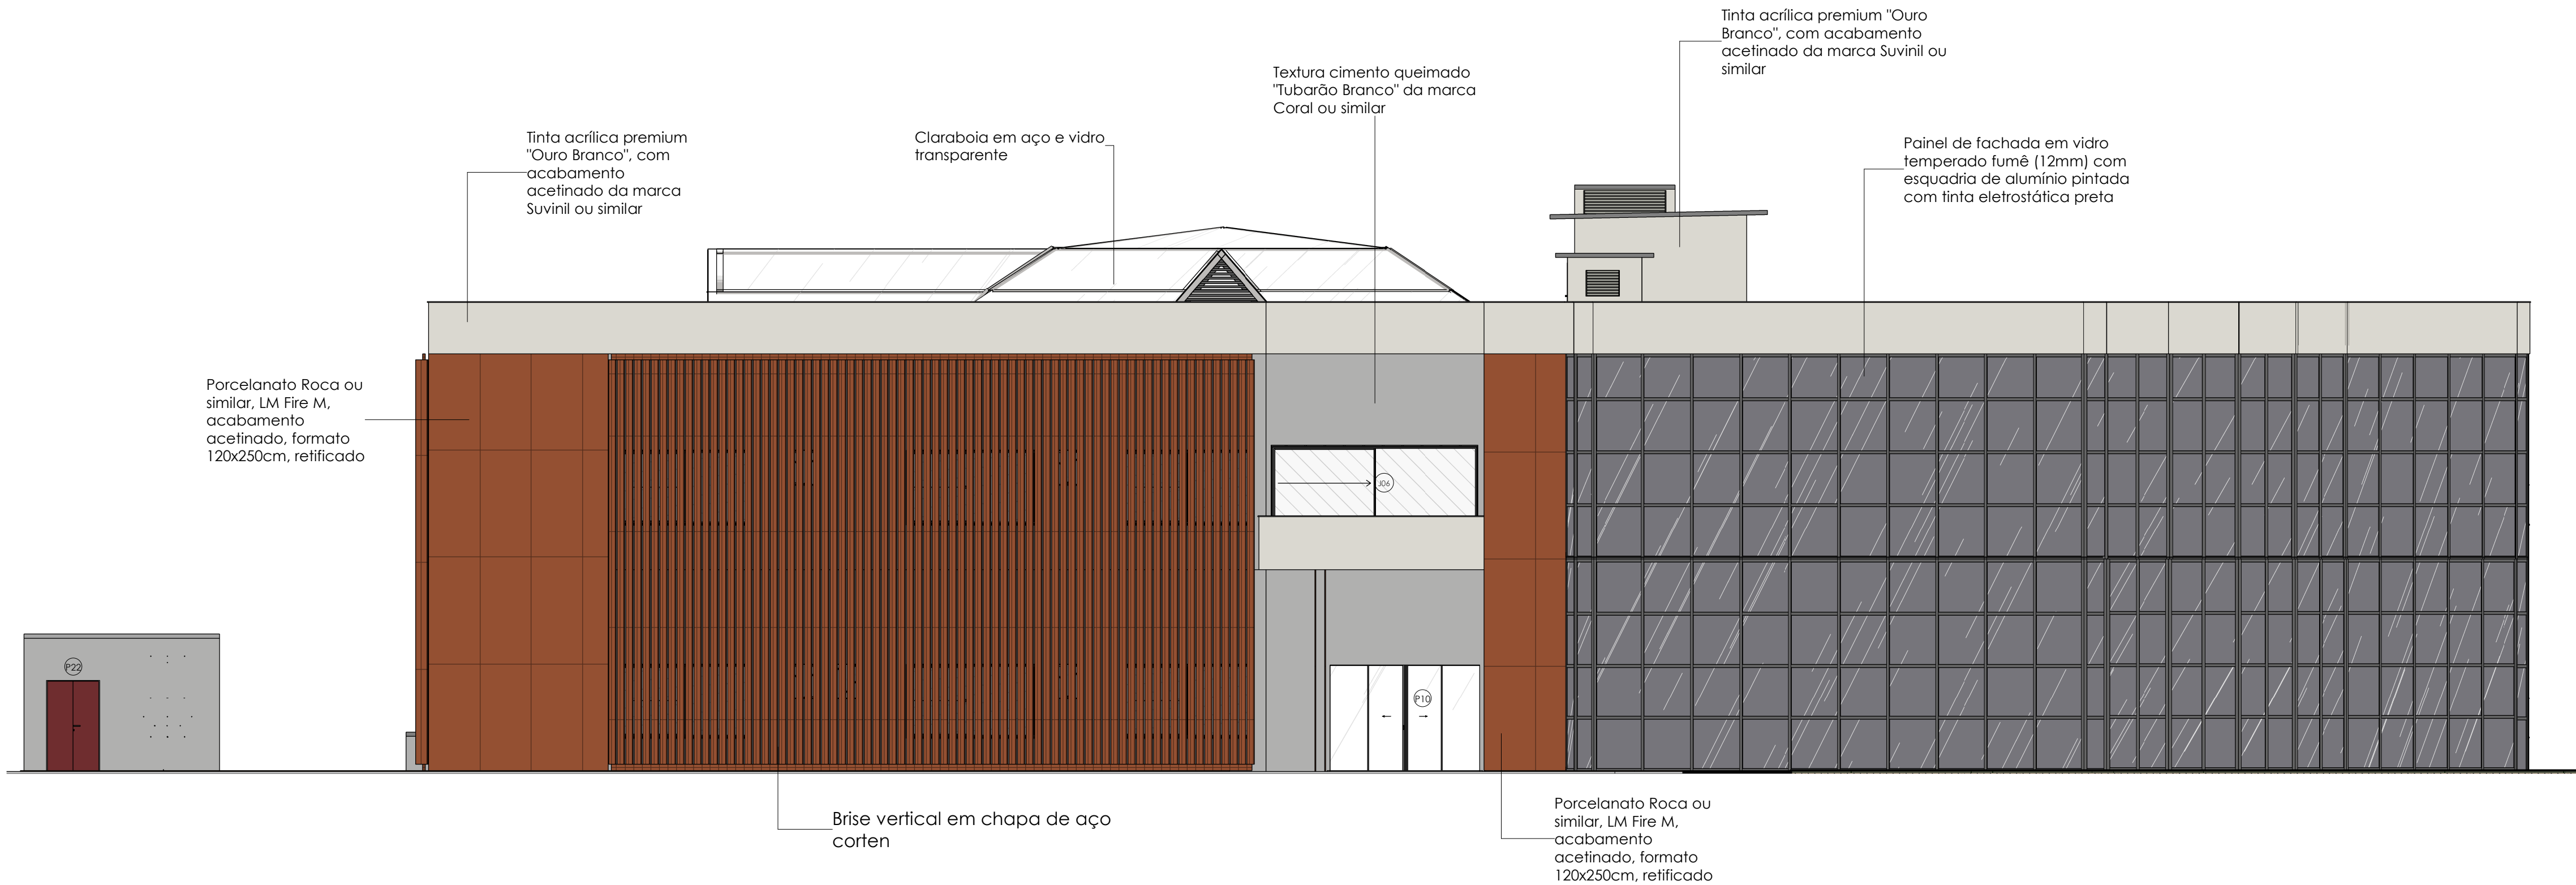 Tinta acrílica premium "Ouro
Branco", com acabamento
acetinado da marca Suvinil ou
similar
Textura cimento queimado
"Tubarão Branco" da marca
Coral ou similar
Tinta acrílica premium
"Ouro Branco", com
acabamento
acetinado da marca
Suvinil ou similar
Claraboia em aço e vidro
transparente
Painel de fachada em vidro
temperado fumê (12mm) com
esquadria de alumínio pintada
com tinta eletrostática preta
Porcelanato Roca ou
similar, LM Fire M,
acabamento
acetinado, formato
120x250cm, retificado
J06
P22
P10
Brise vertical em chapa de aço
corten
Porcelanato Roca ou
similar, LM Fire M,
acabamento
acetinado, formato
120x250cm, retificado